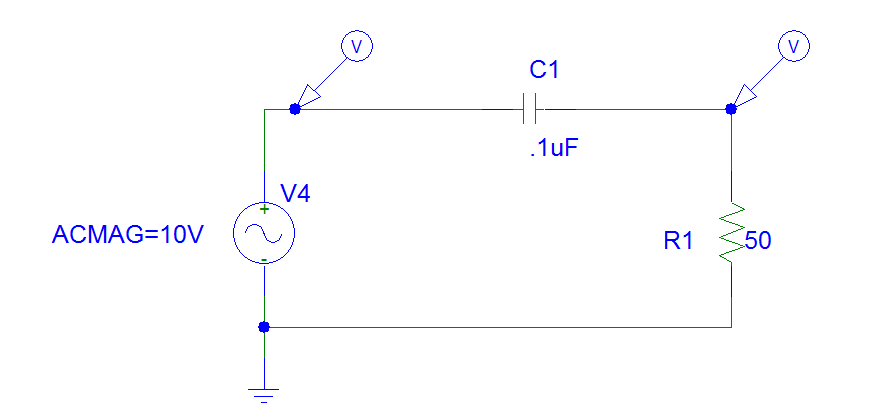 V
V
C1
.1uF
V4
+
ACMAG=10V
-
R1
50